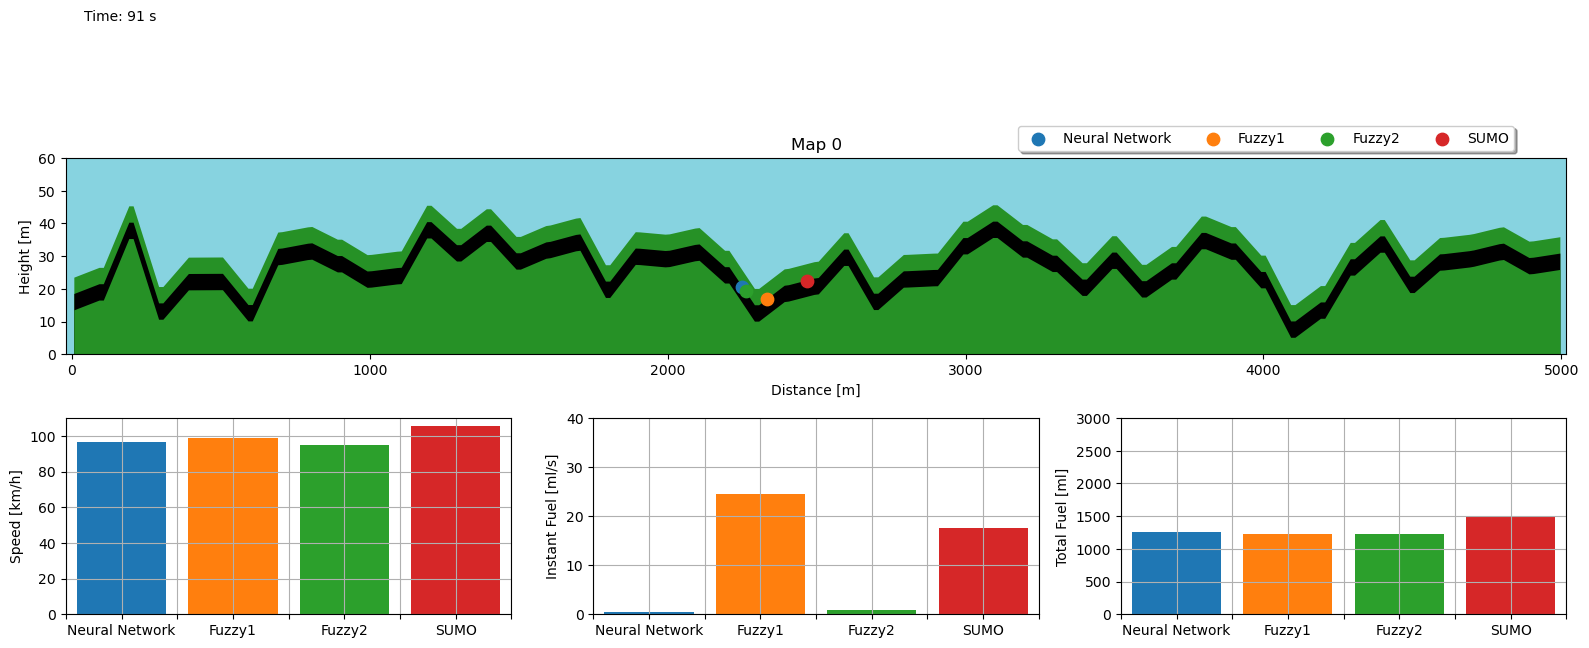 Time: 91 s
Map 0
Neural Network Fuzzy1 Fuzzy2 SUMO
Height [m]
60
50
40
30
20
10
0
0 1000 2000 3000 4000 5000
Distance [m]
Speed [km/h]
100
80
60
40
20
0
Neural Network Fuzzy1 Fuzzy2 SUMO
Instant Fuel [ml/s]
40
30
20
10
0
Neural Network Fuzzy1 Fuzzy2 SUMO
Total Fuel [ml]
3000
2500
2000
1500
1000
500
0
Neural Network Fuzzy1 Fuzzy2 SUMO